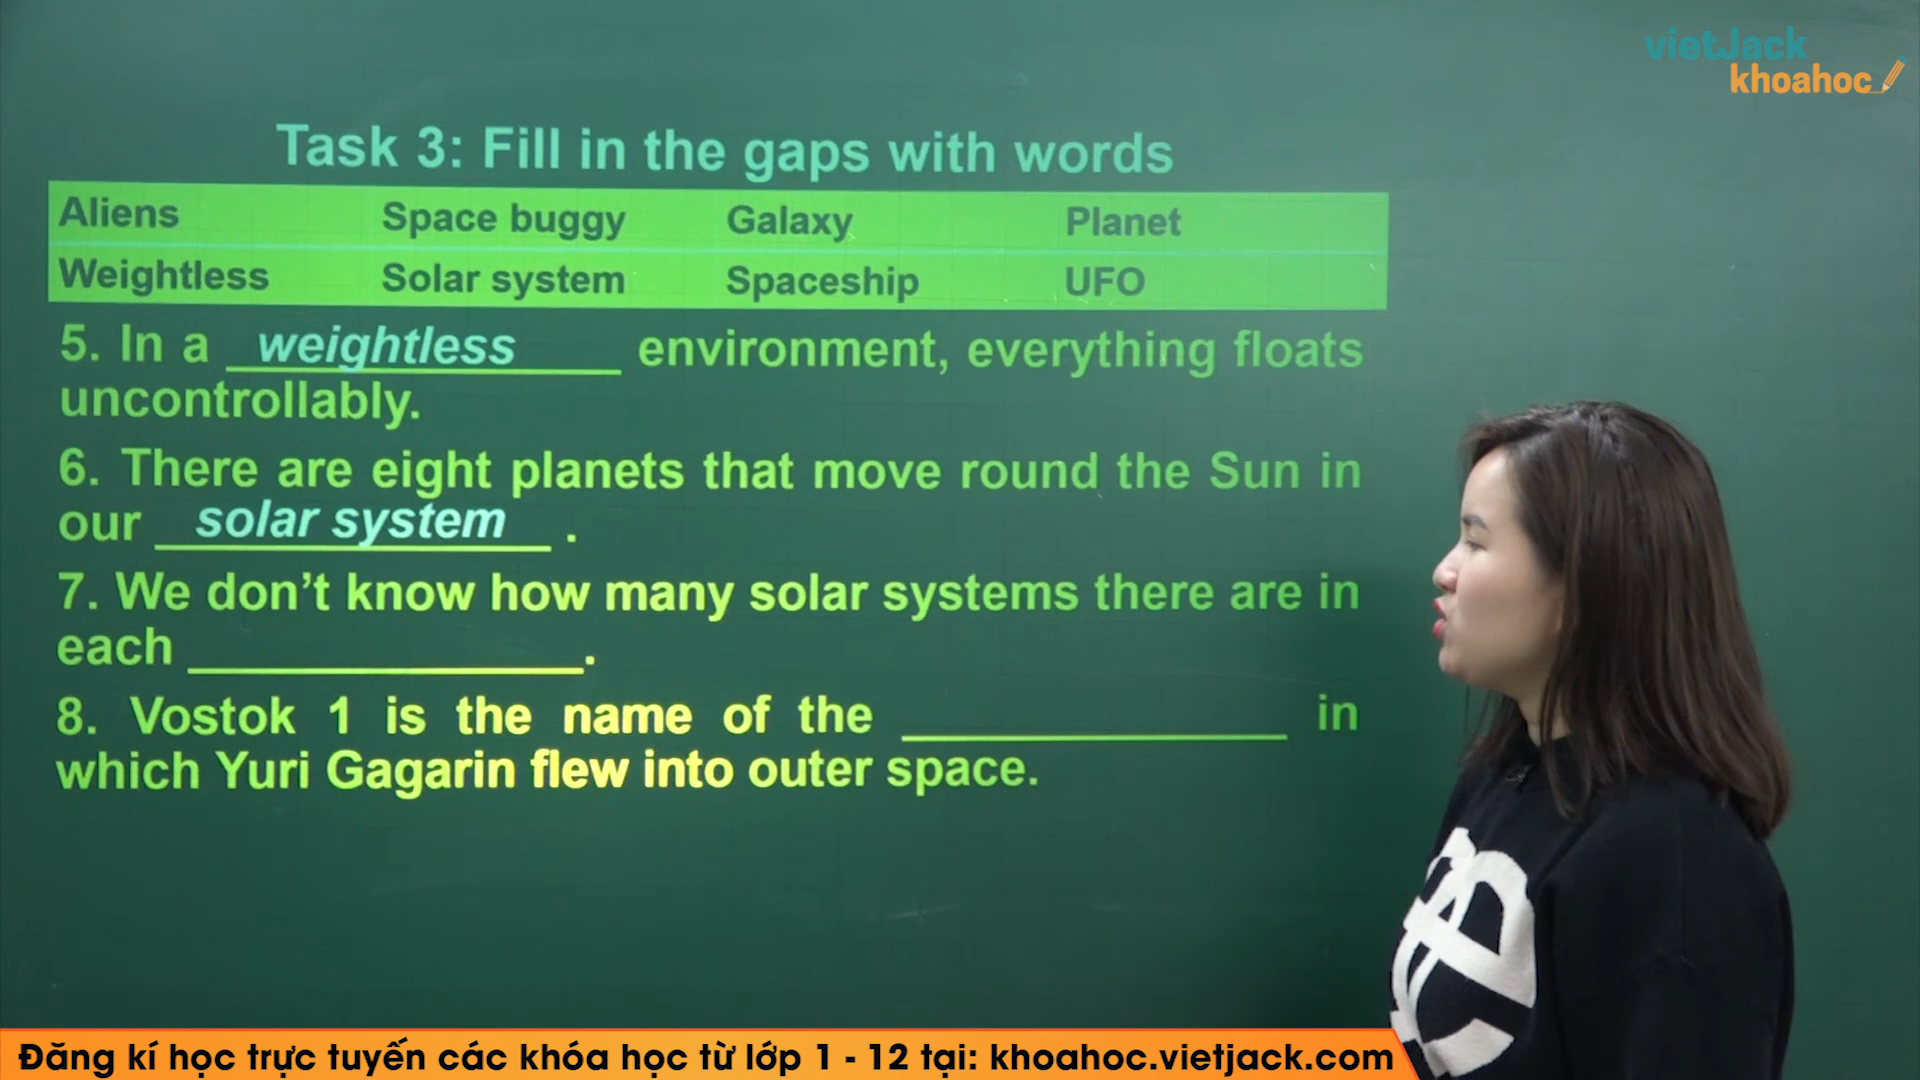 vietJack
khoahoc
Task 3: Fill in the gaps with words
Aliens Space buggy Galaxy Planet
Weightless Solar system Spaceship UFO
5. In a weightless environment, everything floats
uncontrollably.
6. There are eight planets that move round the Sun in
our solar system .
7. We don’t know how many solar systems there are in
each ______________.
8. Vostok 1 is the name of the ______________ in
which Yuri Gagarin flew into outer space.
Đăng kí học trực tuyến các khóa học từ lớp 1 - 12 tại: khoahoc.vietjack.com